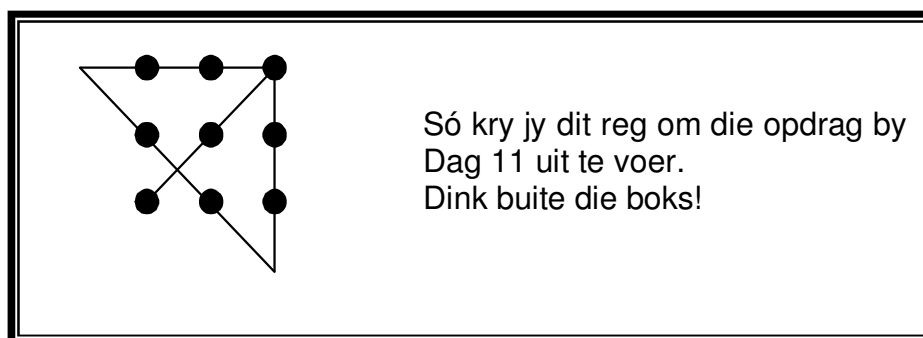 Só kry jy dit reg om die opdrag by
Dag 11 uit te voer.
Dink buite die boks!